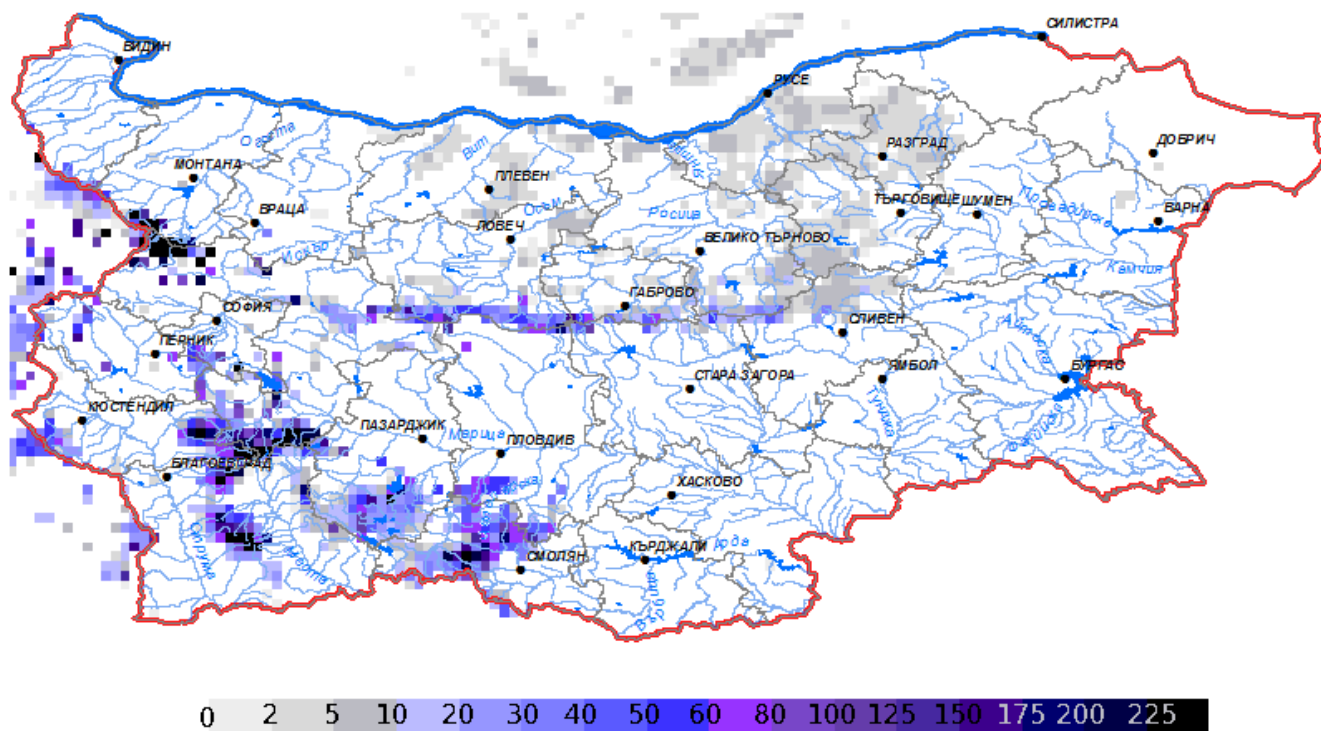 СИЛИСТРА
ВИДИН
РУСЕ
Огоста
Вит
РАЗГРАД
ДОБРИЧ
МОНТАНА
ПЛЕВЕН
ВРАЦА
Осъм
Росица
ТЪРГОВИЩЕ
ШУМЕН
Провадийска
ВАРНА
ЛОВЕЧ
ВЕЛИКО ТЪРНОВО
Искър
Камчия
ГАБРОВО
СОФИЯ
СЛИВЕН
Айтоска
ПЕРНИК
СТАРА ЗАГОРА
ЯМБОЛ
БУРГАС
КЮСТЕНДИЛ
Тунджа
ПАЗАРДЖИК
Марица
ПЛОВДИВ
БЛАГОЕВГРАД
ХАСКОВО
Струма
Места
СМОЛЯН
КЪРДЖАЛИ
0 2 5 10 20 30 40 50 60 80 100 125 150 175 200 225